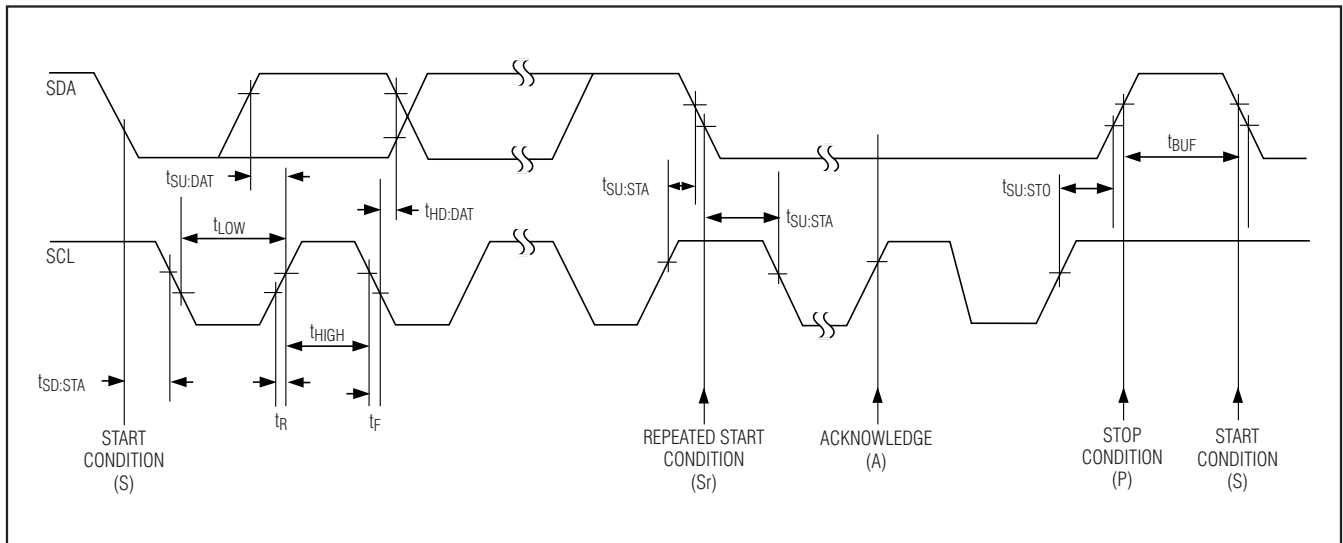 SDA
tSU:DAT
tHD:DAT
tLOW
SCL
tHIGH
tSD:STA
tR
tF
START
CONDITION
(S)
tSU:STA
tSU:STA
REPEATED START
CONDITION
(Sr)
ACKNOWLEDGE
(A)
tSU:STO
tBUF
STOP
CONDITION
(P)
START
CONDITION
(S)